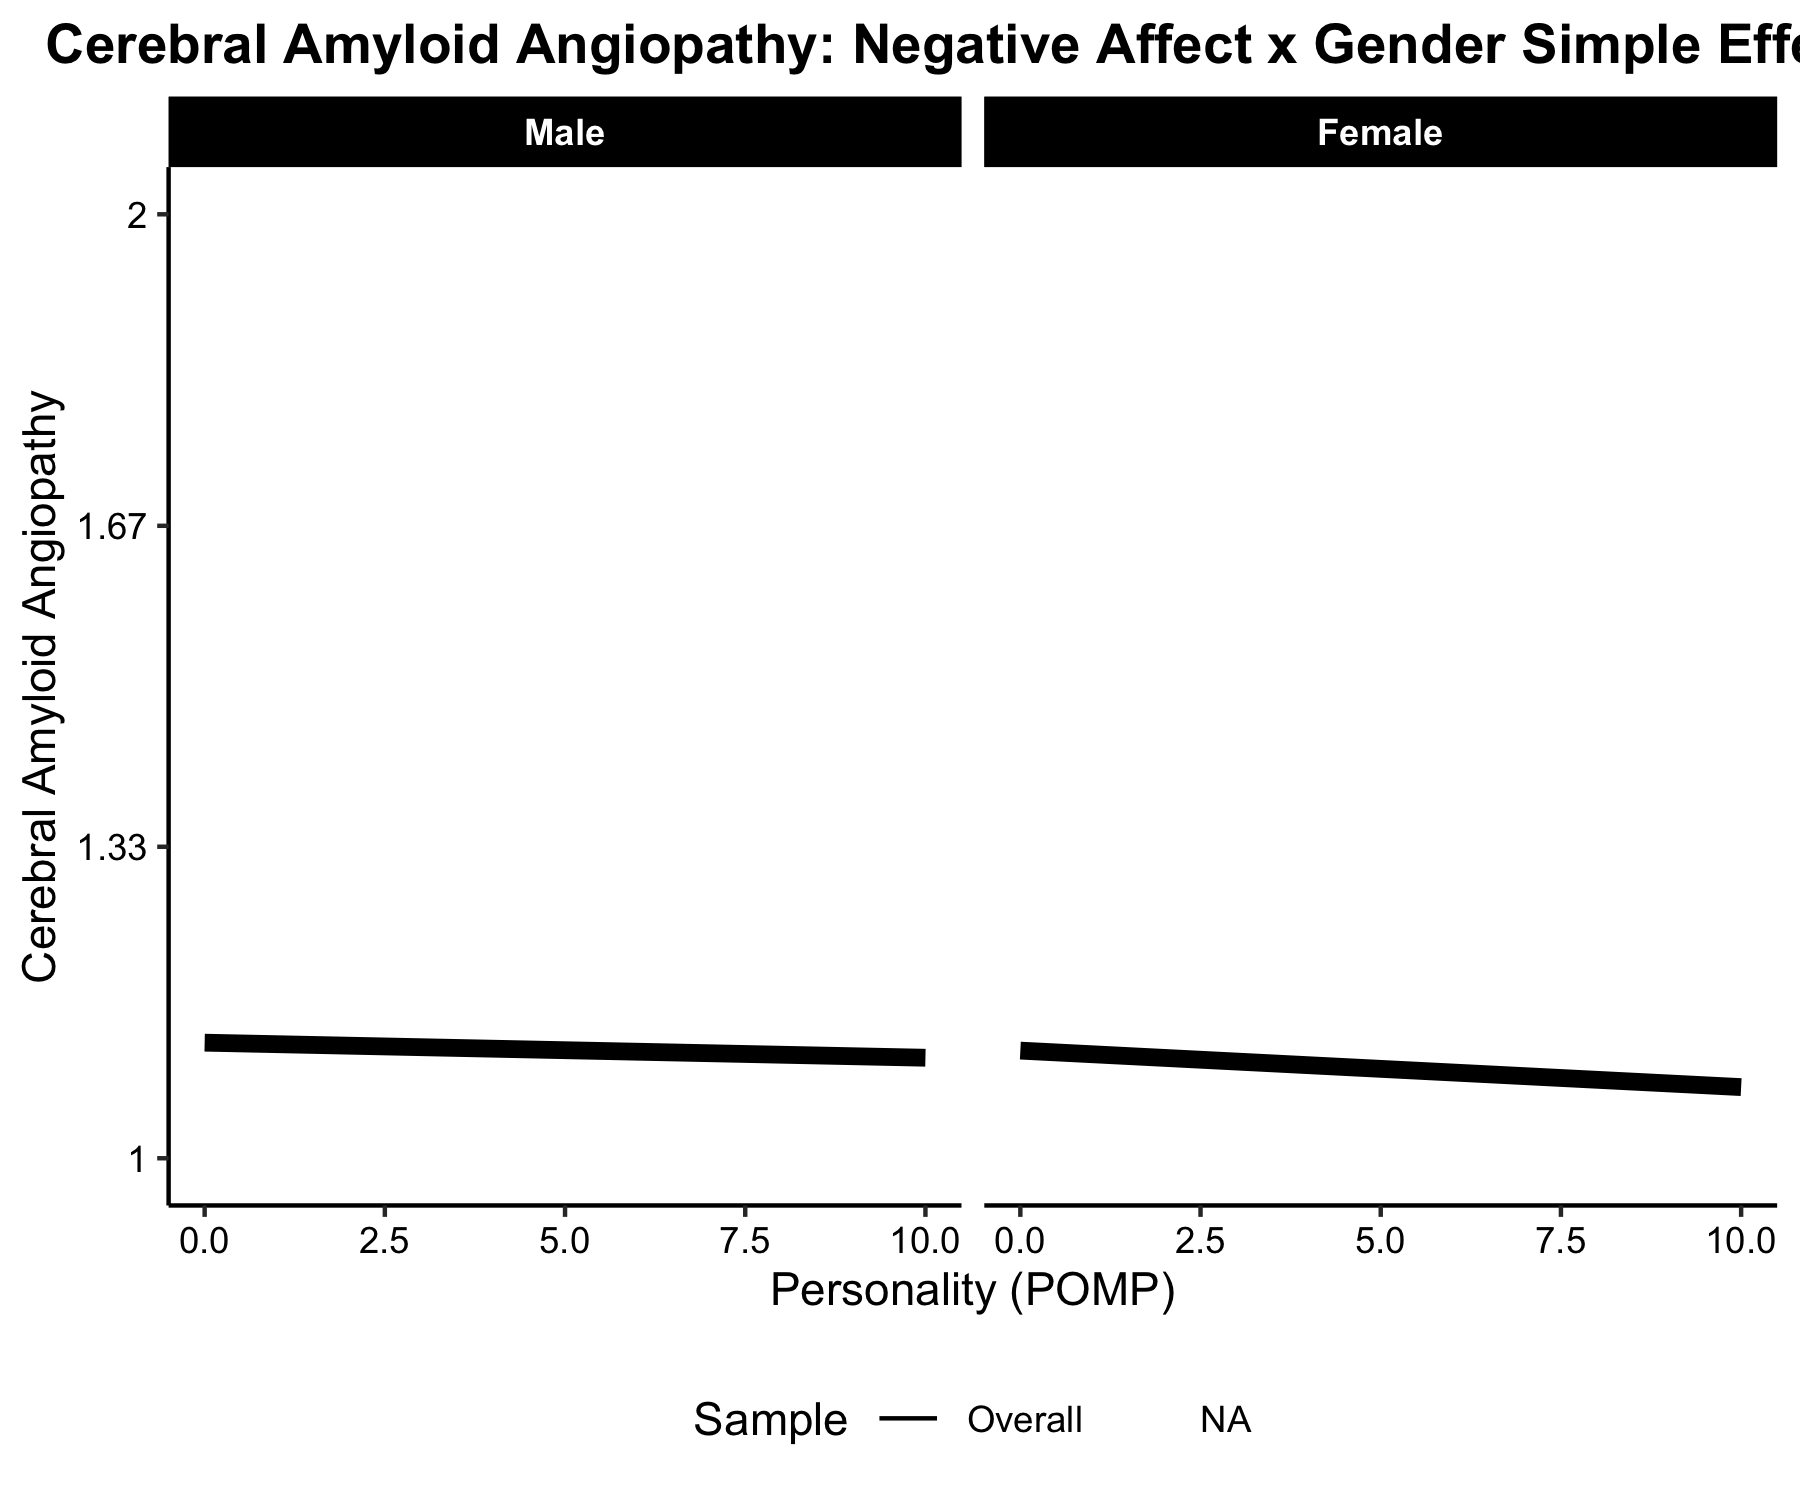 Cerebral Amyloid Angiopathy: Negative Affect x Gender Simple Effe
Male
Female
Cerebral Amyloid Angiopathy
2
1.67
1.33
1
0.0 2.5 5.0 7.5 10.0 0.0 2.5 5.0 7.5 10.0
Personality (POMP)
Sample Overall NA